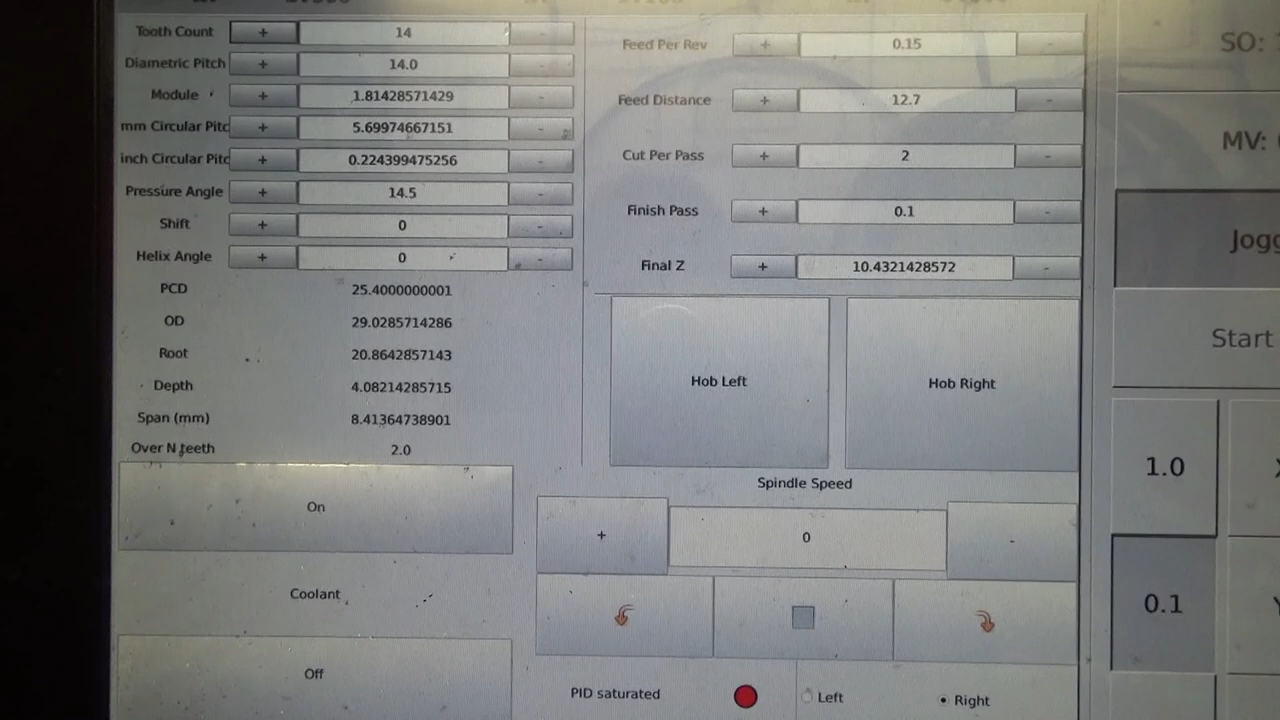 Tooth Count + 14 -
Diametric Pitch + 14.0 -
Module + 1.81428571429 -
mm Circular Pitc + 5.69974667151 -
inch Circular Pitc + 0.224399475256 -
Pressure Angle + 14.5 -
Shift + 0 -
Helix Angle + 0 -
PCD 25.4000000001
OD 29.0285714286
Root 20.8642857143
Depth 4.08214285715
Span (mm) 8.41364738901
Over N teeth 2.0
On
Coolant
Off
Feed Per Rev + 0.15 -
Feed Distance + 12.7 -
Cut Per Pass + 2 -
Finish Pass + 0.1 -
Final Z + 10.4321428572 -
Hob Left Hob Right
Spindle Speed
+ 0 -
PID saturated Left Right
SO:
MV:
Jogg
Start
1.0
0.1